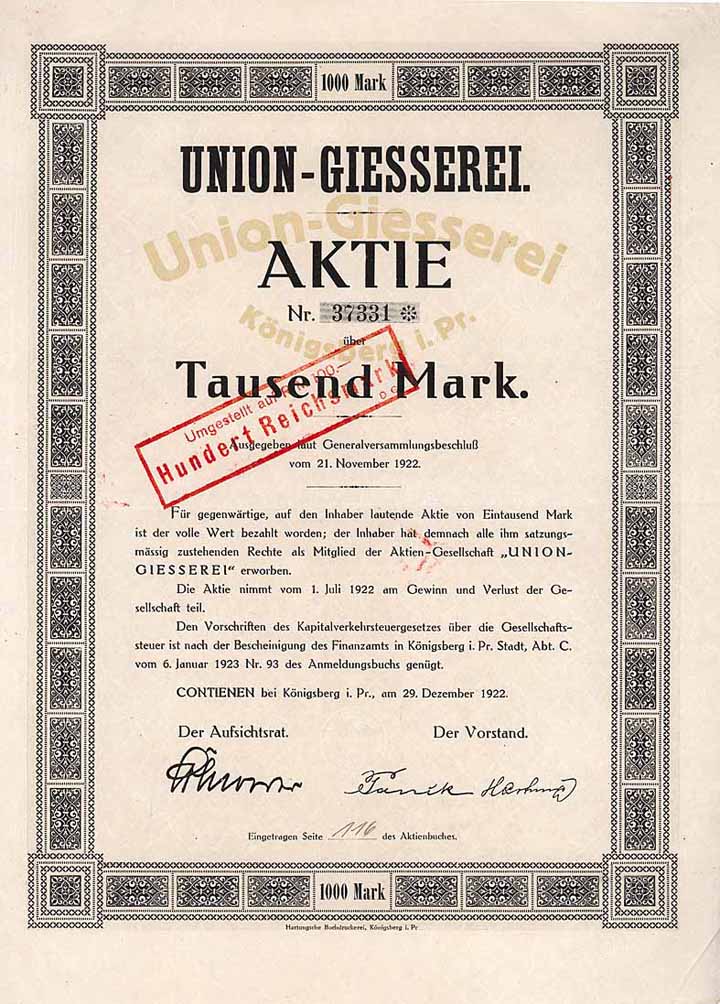 1000 Mark
UNION-GIESSEREI.
Union-Giesserei
AKTIE
Nr. 37331 ❊
Königsberg i. Pr.
über
Tausend Mark.
Umgestellt auf RM 100.—
Hundert Reichsmark
D G
Ausgegeben laut Generalversammlungsbeschluß
vom 21. November 1922.
Für gegenwärtige, auf den Inhaber lautende Aktie von Eintausend Mark
ist der volle Wert bezahlt worden; der Inhaber hat demnach alle ihm satzungs-
mässig zustehenden Rechte als Mitglied der Aktien-Gesellschaft „UNION-
GIESSEREI“ erworben.
Die Aktie nimmt vom 1. Juli 1922 am Gewinn und Verlust der Ge-
sellschaft teil.
Den Vorschriften des Kapitalverkehrsteuergesetzes über die Gesellschafts-
steuer ist nach der Bescheinigung des Finanzamts in Königsberg i. Pr. Stadt, Abt. C.
vom 6. Januar 1923 Nr. 93 des Anmeldungsbuchs genügt.
CONTIENEN bei Königsberg i. Pr., am 29. Dezember 1922.
Der Aufsichtsrat. Der Vorstand.
Eingetragen Seite 116 des Aktienbuches.
1000 Mark
Hartungsche Buchdruckerei, Königsberg i. Pr